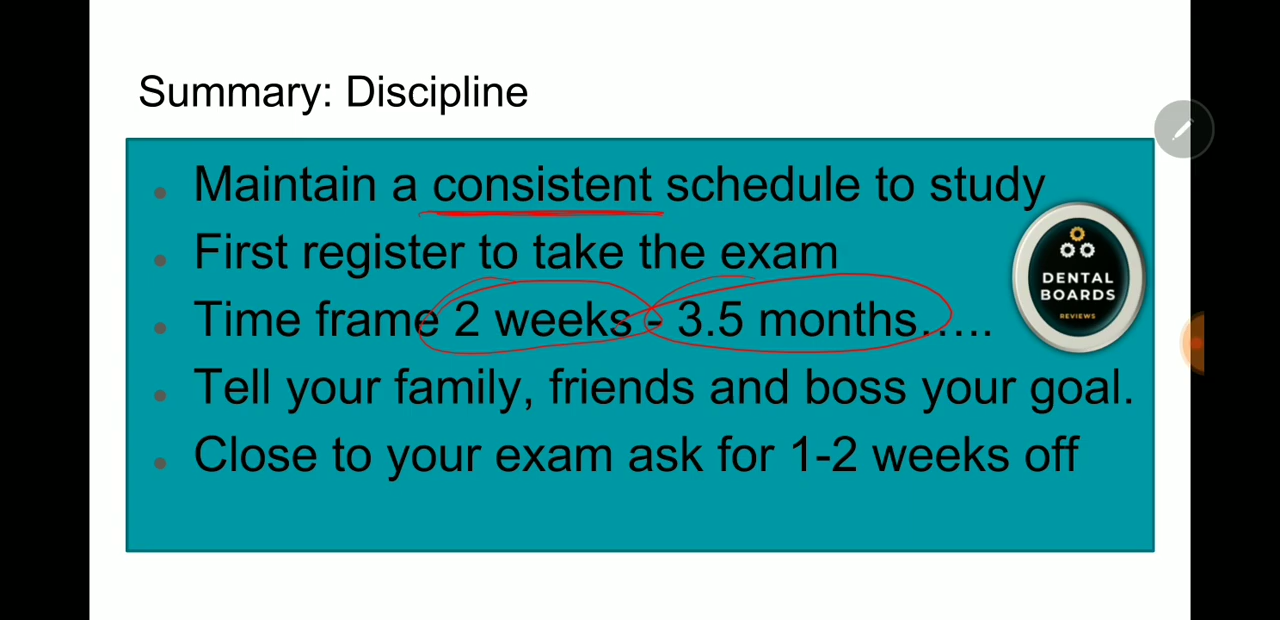 Summary: Discipline
Maintain a consistent schedule to study
First register to take the exam
Time frame 2 weeks - 3.5 months.....
Tell your family, friends and boss your goal.
Close to your exam ask for 1-2 weeks off
DENTAL
BOARDS
REVIEWS